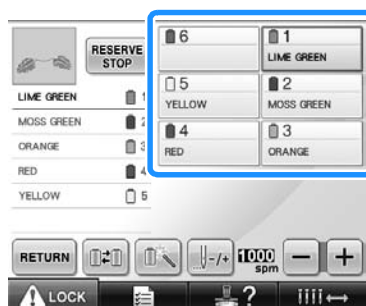 RESERVE
STOP
LIME GREEN 1
MOSS GREEN 2
ORANGE 3
RED 4
YELLOW 5
6
1
LIME GREEN
5
YELLOW
2
MOSS GREEN
4
RED
3
ORANGE
RETURN
-/+
1000
spm
LOCK
?